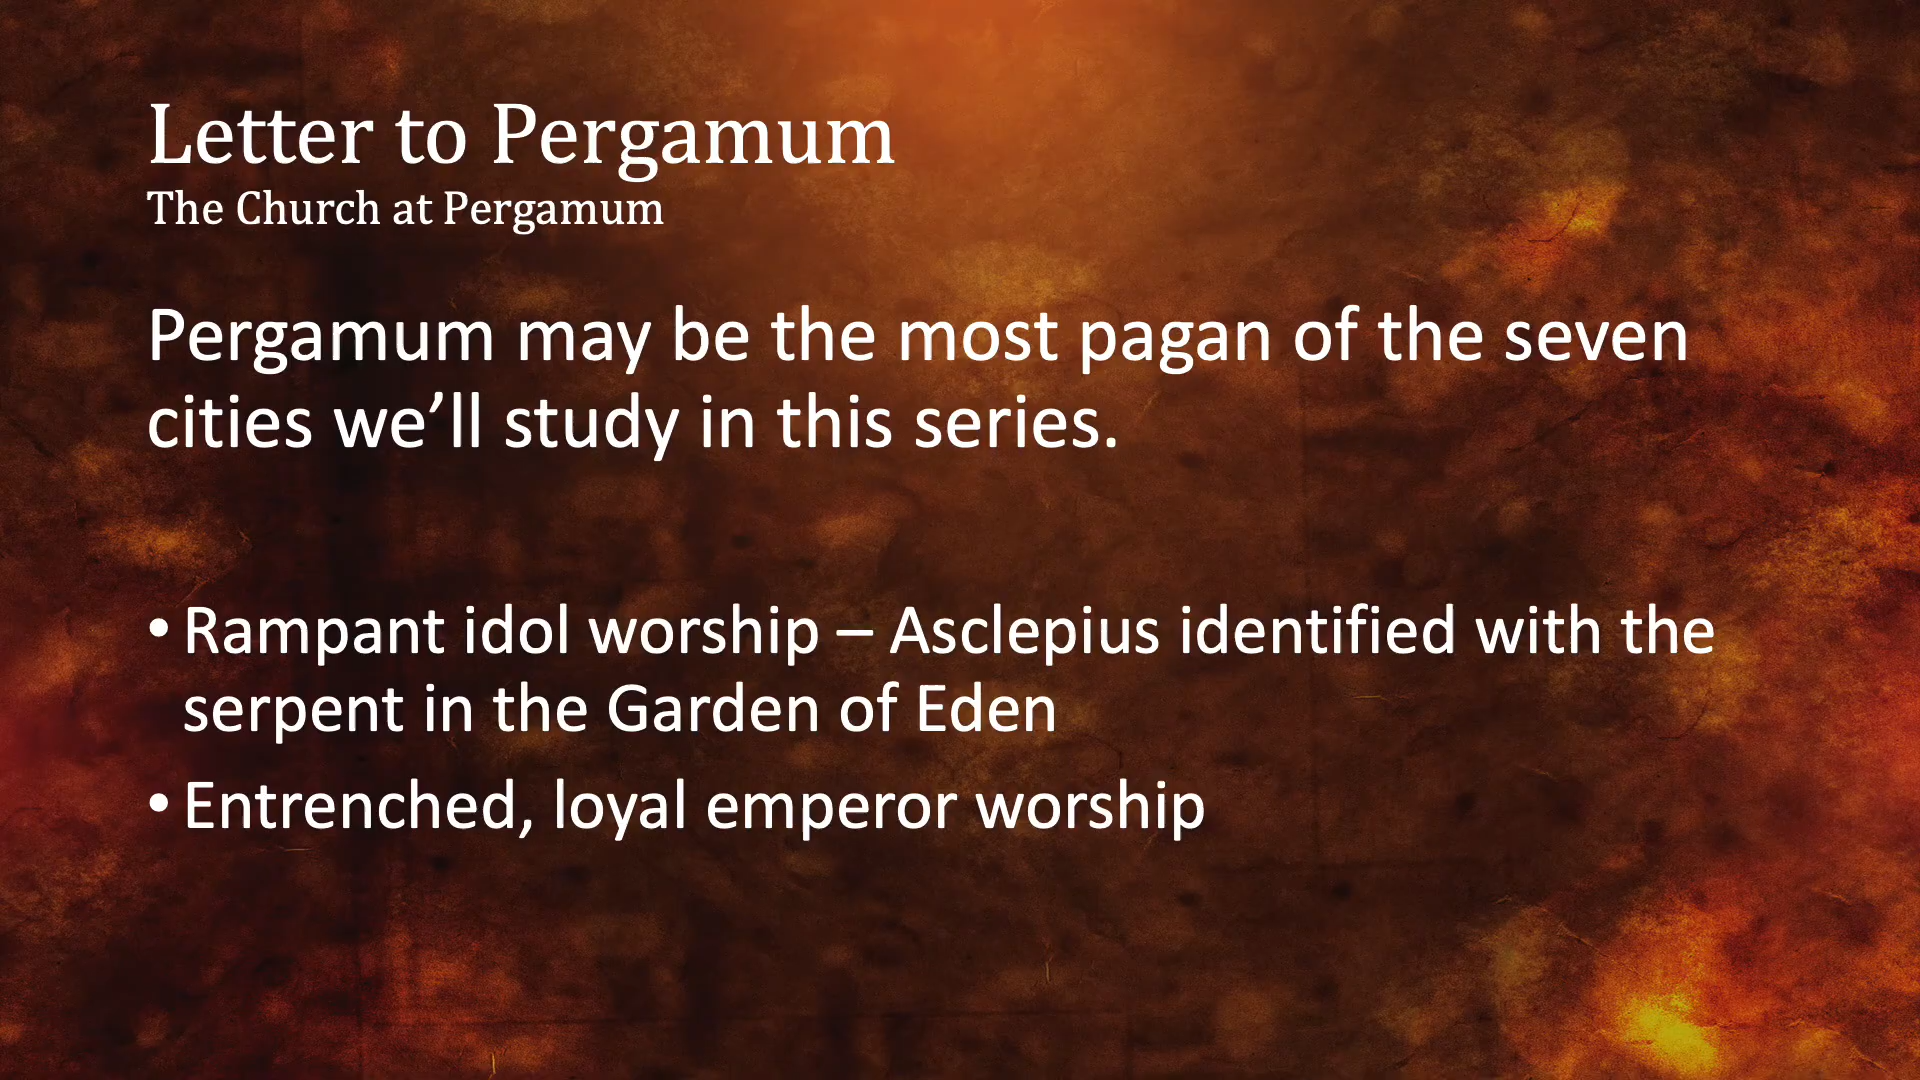 Letter to Pergamum
The Church at Pergamum
Pergamum may be the most pagan of the seven
cities we’ll study in this series.
• Rampant idol worship – Asclepius identified with the
serpent in the Garden of Eden
• Entrenched, loyal emperor worship